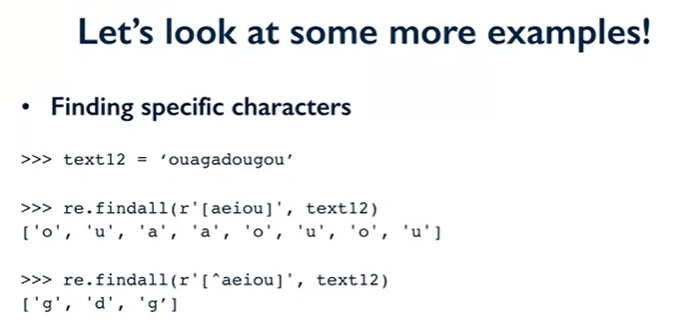 Let's look at some more examples!
• Finding specific characters
>>> text12 = ‘ouagadougou’
>>> re.findall(r'[aeiou]', text12)
['o', 'u', 'a', 'a', 'o', 'u', 'o', 'u']
>>> re.findall(r'[^aeiou]', text12)
['g', 'd', 'g’]